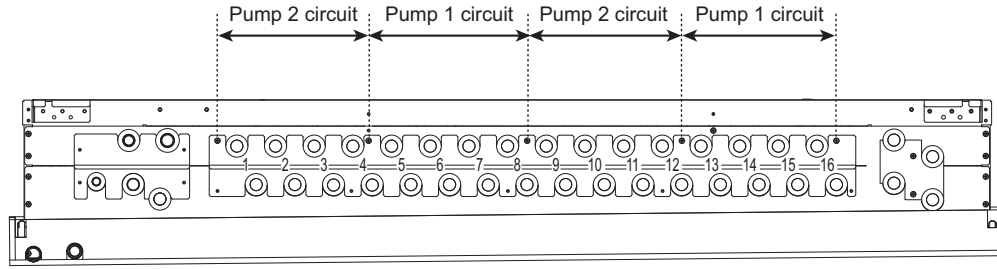 Pump 2 circuit Pump 1 circuit Pump 2 circuit Pump 1 circuit
1 2 3 4 5 6 7 8 9 10 11 12 13 14 15 16